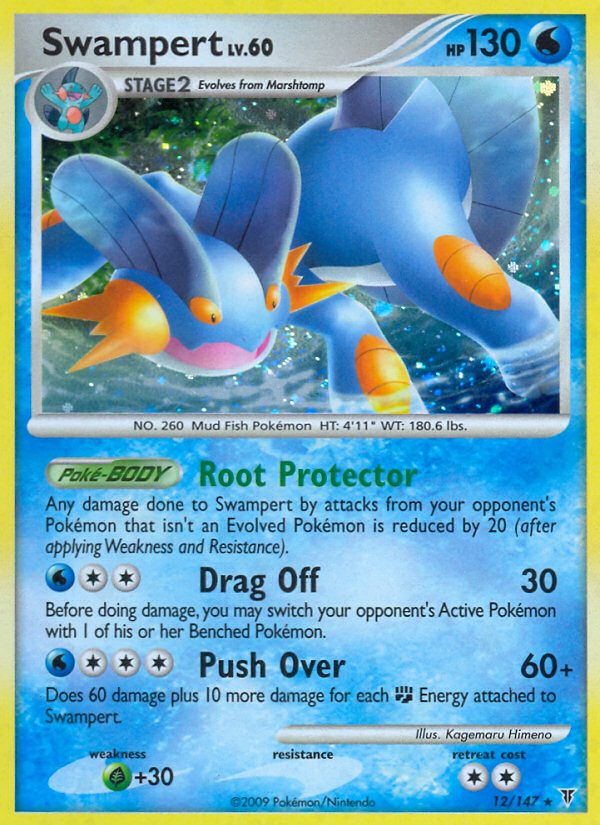 Swampert LV.60
HP 130
STAGE2 Evolves from Marshtomp
NO. 260 Mud Fish Pokémon HT: 4'11" WT: 180.6 lbs.
Poké-BODY Root Protector
Any damage done to Swampert by attacks from your opponent's
Pokémon that isn't an Evolved Pokémon is reduced by 20 (after
applying Weakness and Resistance).
Drag Off 30
Before doing damage, you may switch your opponent's Active Pokémon
with 1 of his or her Benched Pokémon.
Push Over 60+
Does 60 damage plus 10 more damage for each Energy attached to
Swampert.
Illus. Kagemaru Himeno
weakness resistance retreat cost
+30
©2009 Pokémon/Nintendo 12/147 ★